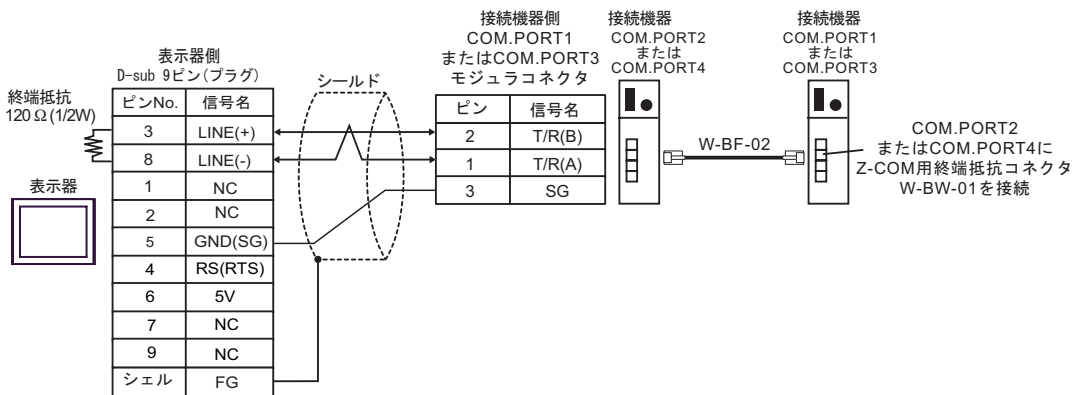 表示器側
D-sub 9ピン(プラグ)
終端抵抗
120Ω(1/2W)
表示器
ピンNo. 信号名
3 LINE(+)
8 LINE(-)
1 NC
2 NC
5 GND(SG)
4 RS(RTS)
6 5V
7 NC
9 NC
シェル FG
シールド
接続機器側
COM.PORT1
またはCOM.PORT3
モジュラコネクタ
ピン 信号名
2 T/R(B)
1 T/R(A)
3 SG
接続機器
COM.PORT2
または
COM.PORT4
W-BF-02
接続機器
COM.PORT1
または
COM.PORT3
COM.PORT2
またはCOM.PORT4に
Z-COM用終端抵抗コネクタ
W-BW-01を接続